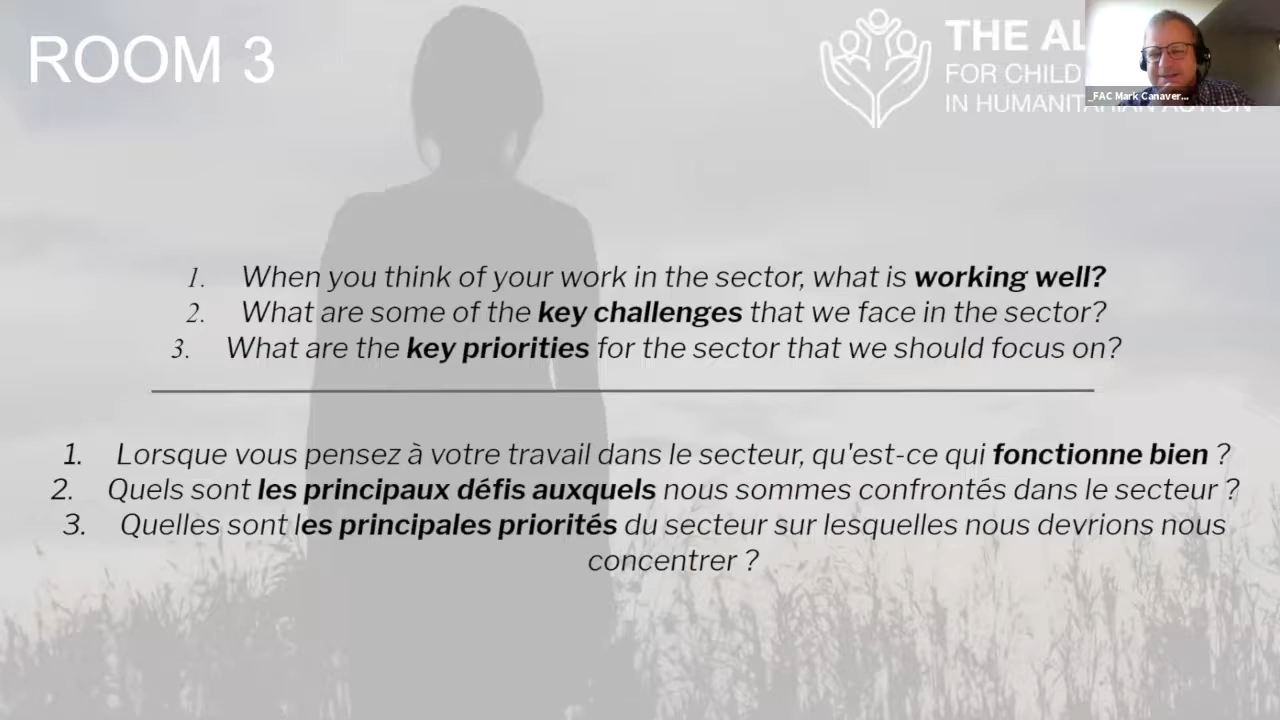 ROOM 3
THE AL
FOR CHILD
IN HUMANITARIAN ACTION
_FAC Mark Canaver...
1. When you think of your work in the sector, what is working well?
2. What are some of the key challenges that we face in the sector?
3. What are the key priorities for the sector that we should focus on?
1. Lorsque vous pensez à votre travail dans le secteur, qu'est-ce qui fonctionne bien ?
2. Quels sont les principaux défis auxquels nous sommes confrontés dans le secteur ?
3. Quelles sont les principales priorités du secteur sur lesquelles nous devrions nous
concentrer ?